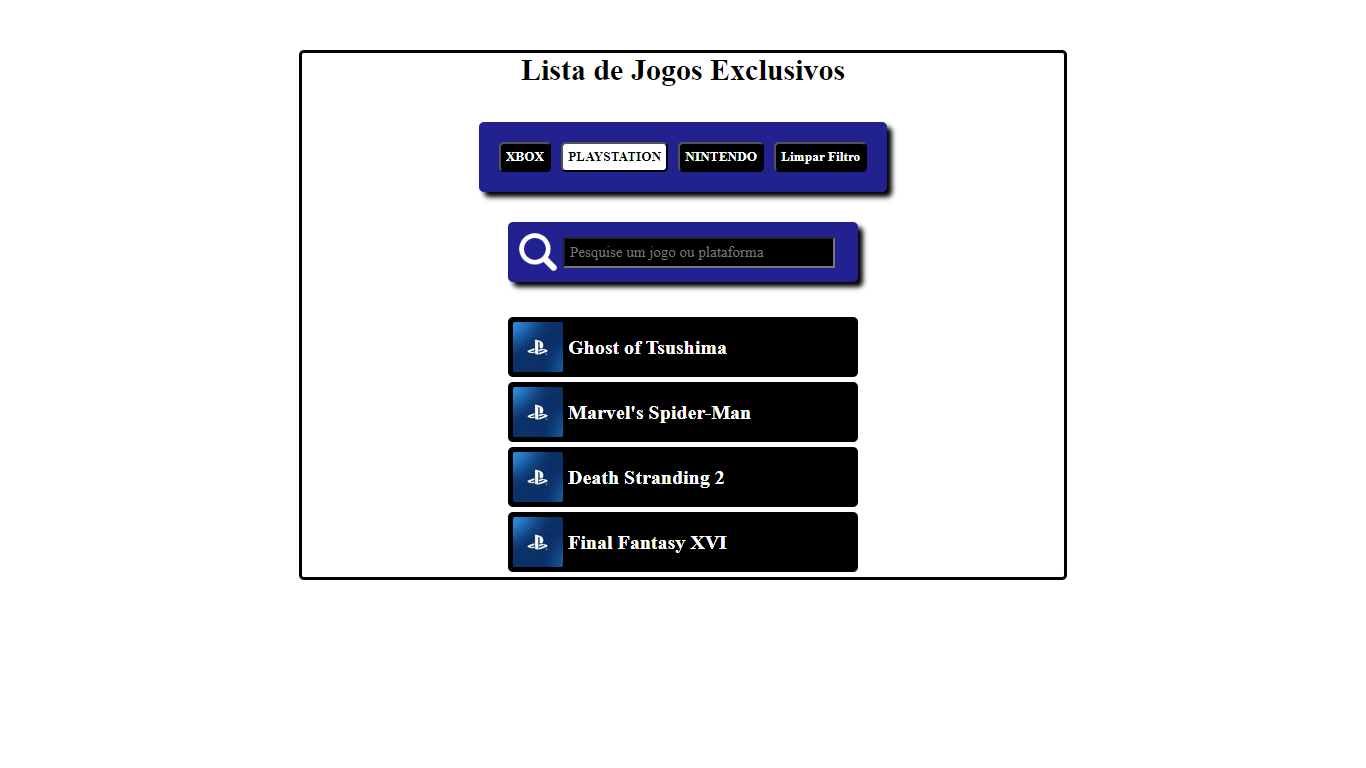 Lista de Jogos Exclusivos
XBOX PLAYSTATION NINTENDO Limpar Filtro
Pesquise um jogo ou plataforma
Ghost of Tsushima
Marvel's Spider-Man
Death Stranding 2
Final Fantasy XVI